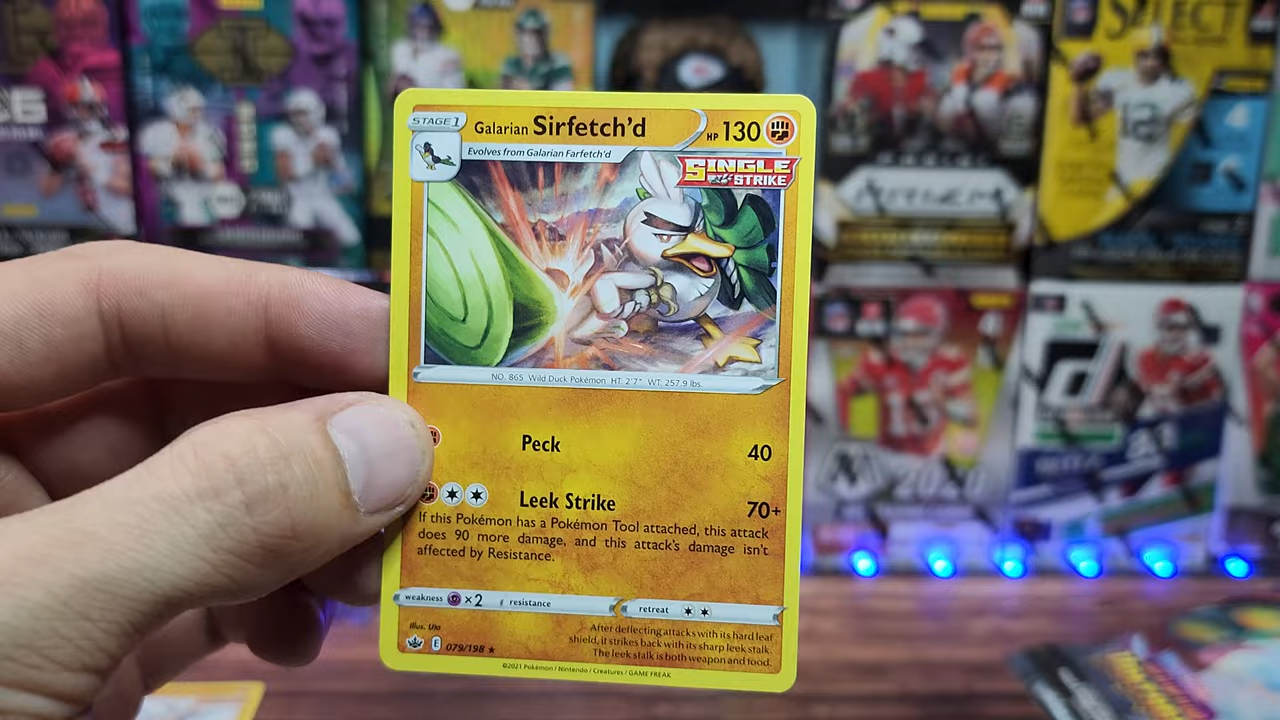 SELECT
12
4
STAGE 1
Galarian Sirfetch'd
HP 130
Evolves from Galarian Farfetch'd
SINGLE
STRIKE
NO. 865 Wild Duck Pokémon HT: 2'7" WT: 257.9 lbs.
Peck
40
Leek Strike
70+
If this Pokémon has a Pokémon Tool attached, this attack
does 90 more damage, and this attack's damage isn't
affected by Resistance.
weakness ×2
resistance
retreat
Illus. Uta
E 079/198 ★
After deflecting attacks with its hard leaf
shield, it strikes back with its sharp leek stalk.
The leek stalk is both weapon and food.
©2021 Pokémon / Nintendo / Creatures / GAME FREAK
2020